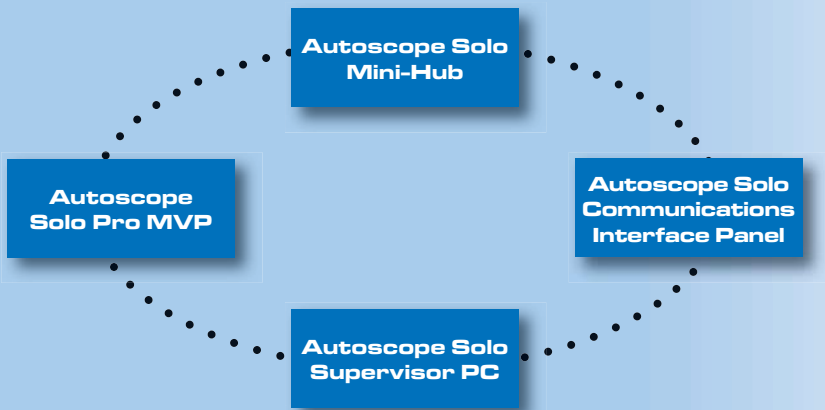 Autoscope Solo
Mini-Hub
Autoscope
Solo Pro MVP
Autoscope Solo
Communications
Interface Panel
Autoscope Solo
Supervisor PC